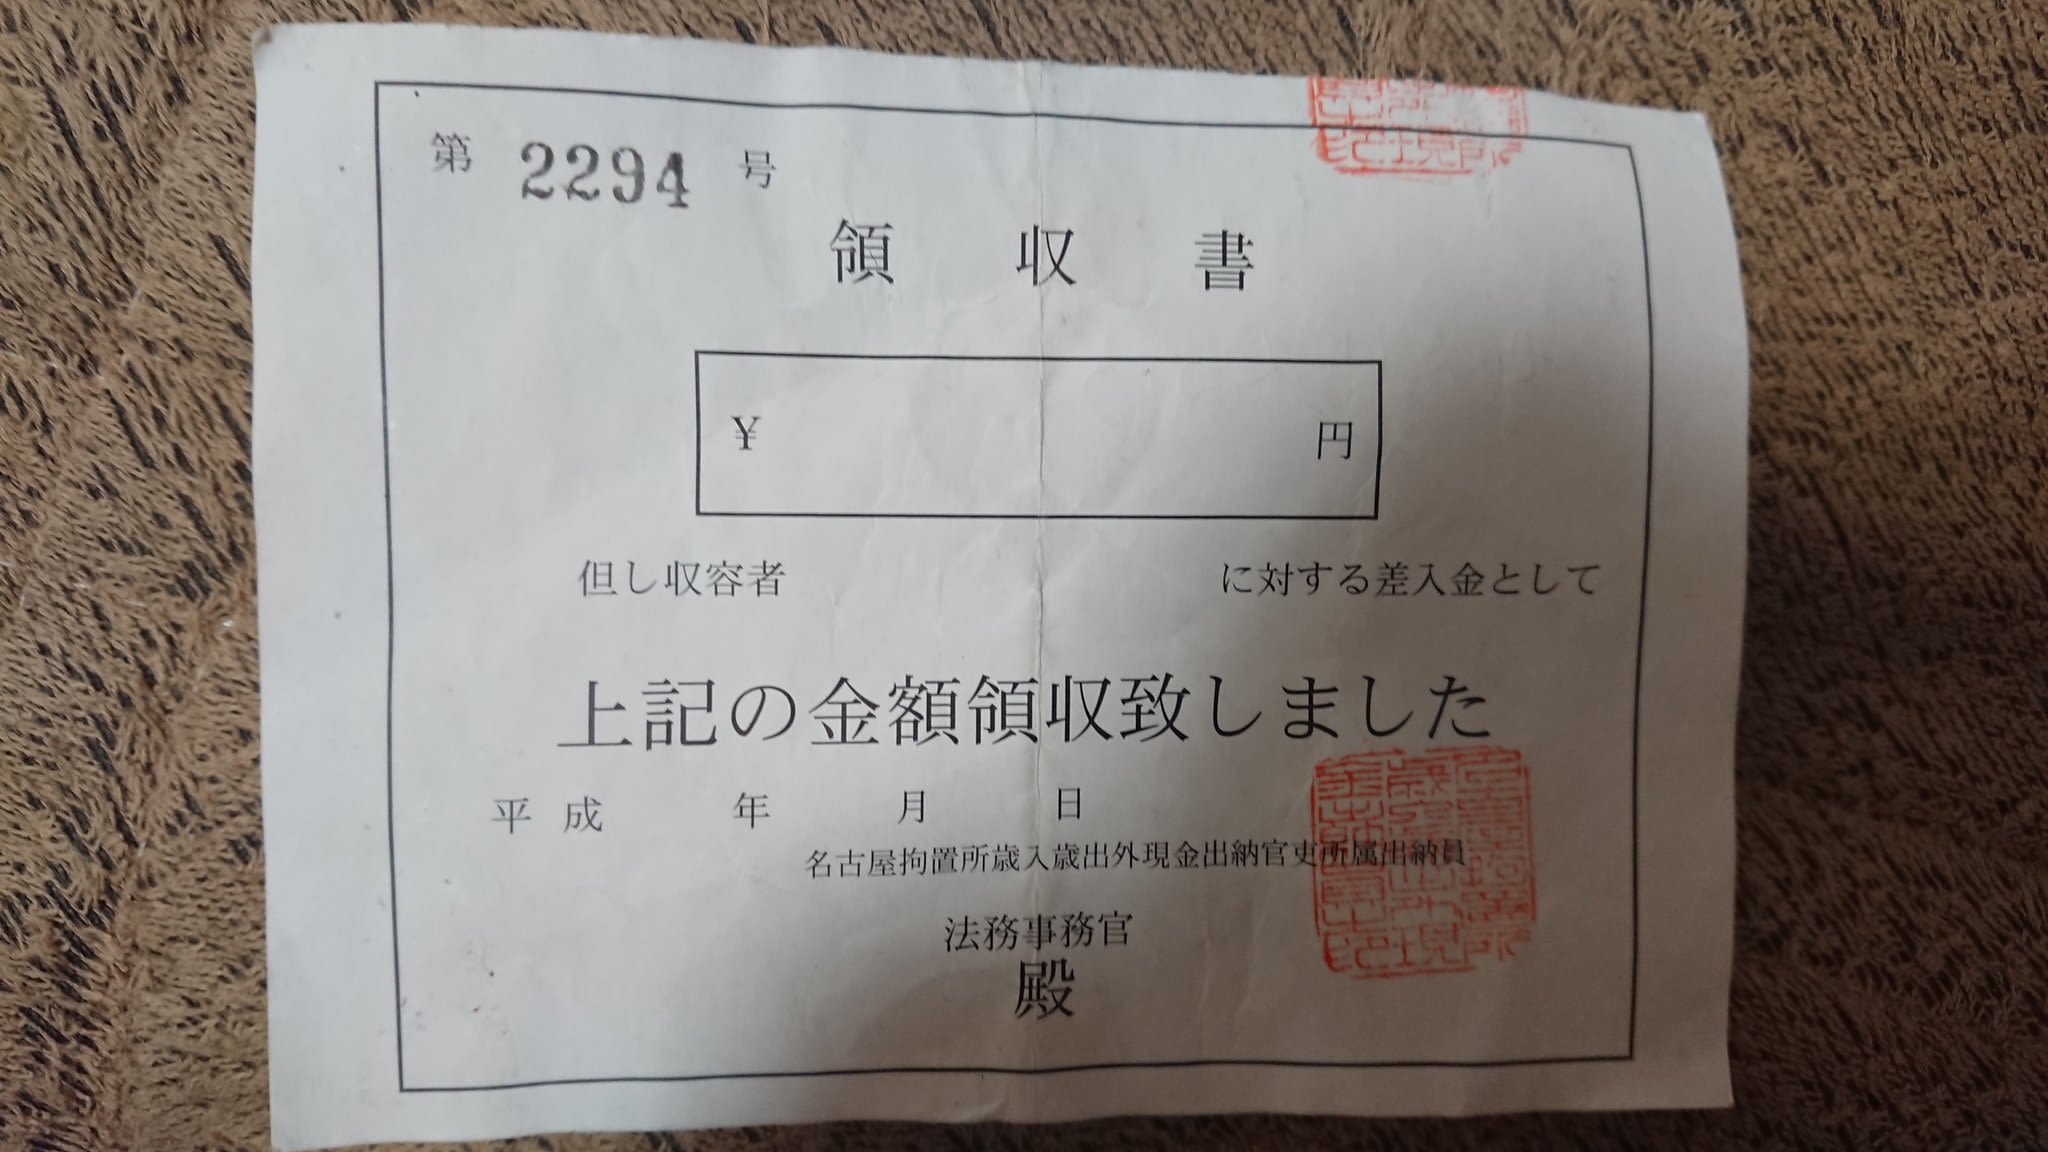 第 2294 号
領 収 書
¥ 円
但し収容者 に対する差入金として
上記の金額領収致しました
平 成 年 月 日
名古屋拘置所歳入歳出外現金出納官吏所属出納員
法務事務官
殿